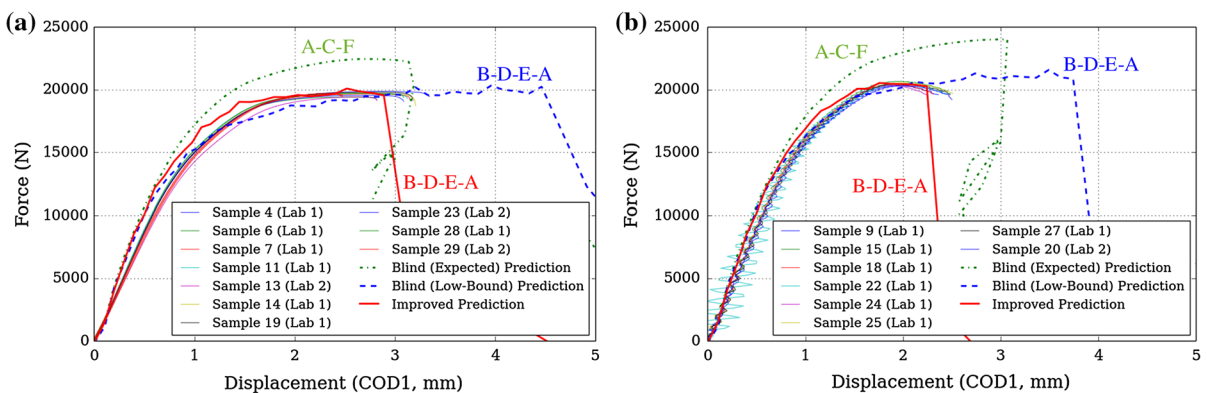 (a)
25000
20000
15000
10000
5000
0
Force (N)
A-C-F
B-D-E-A
B-D-E-A
Sample 4 (Lab 1)
Sample 6 (Lab 1)
Sample 7 (Lab 1)
Sample 11 (Lab 1)
Sample 13 (Lab 2)
Sample 14 (Lab 1)
Sample 19 (Lab 1)
Sample 23 (Lab 2)
Sample 28 (Lab 1)
Sample 29 (Lab 2)
Blind (Expected) Prediction
Blind (Low-Bound) Prediction
Improved Prediction
0 1 2 3 4 5
Displacement (COD1, mm)
(b)
25000
20000
15000
10000
5000
0
Force (N)
A-C-F
B-D-E-A
B-D-E-A
Sample 9 (Lab 1)
Sample 15 (Lab 1)
Sample 18 (Lab 1)
Sample 22 (Lab 1)
Sample 24 (Lab 1)
Sample 25 (Lab 1)
Sample 27 (Lab 1)
Sample 20 (Lab 2)
Blind (Expected) Prediction
Blind (Low-Bound) Prediction
Improved Prediction
0 1 2 3 4 5
Displacement (COD1, mm)